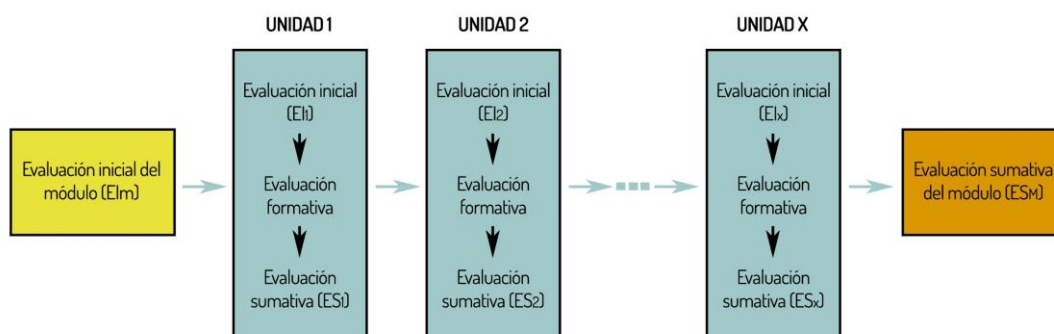 UNIDAD 1
UNIDAD 2
UNIDAD X
Evaluación inicial del
módulo (EIm)
Evaluación inicial
(EI1)
Evaluación
formativa
Evaluación
sumativa (ES1)
Evaluación inicial
(EI2)
Evaluación
formativa
Evaluación
sumativa (ES2)
Evaluación inicial
(EIx)
Evaluación
formativa
Evaluación
sumativa (ESx)
Evaluación sumativa
del módulo (ESM)